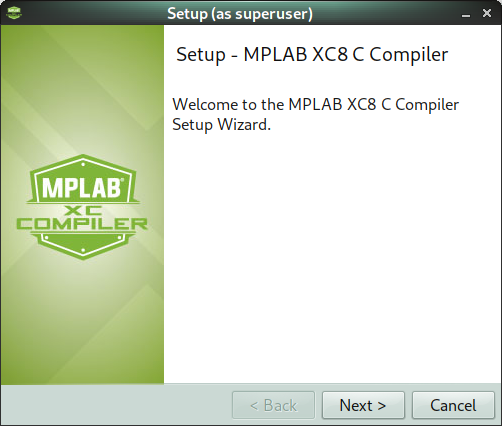 Setup (as superuser)
Setup - MPLAB XC8 C Compiler
Welcome to the MPLAB XC8 C Compiler
Setup Wizard.
MPLAB®
XC
COMPILER
< Back
Next >
Cancel